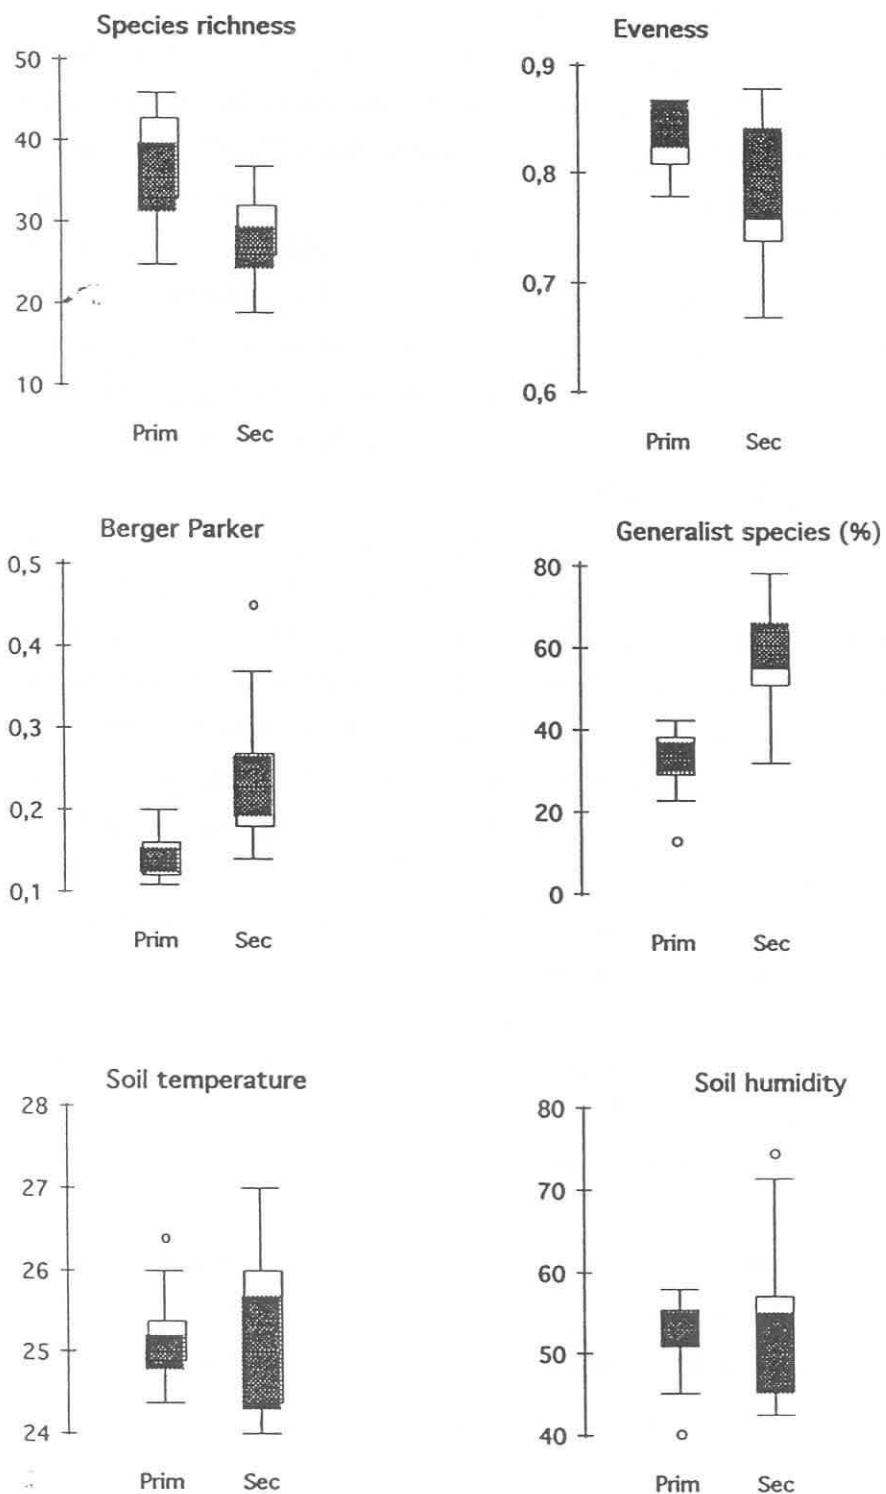 Species richness
50
40
30
20
10
Prim Sec
Eveness
0,9
0,8
0,7
0,6
Prim Sec
Berger Parker
0,5
0,4
0,3
0,2
0,1
Prim Sec
Generalist species (%)
80
60
40
20
0
Prim Sec
Soil temperature
28
27
26
25
24
Prim Sec
Soil humidity
80
70
60
50
40
Prim Sec